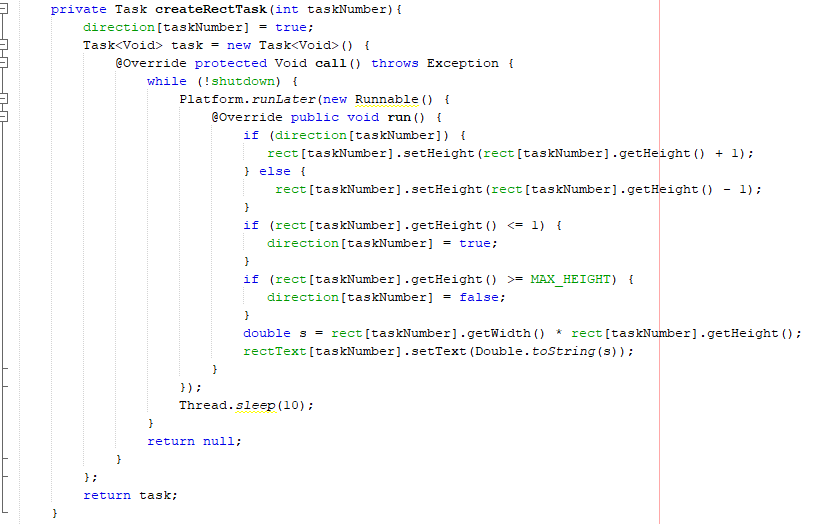 private Task createRectTask(int taskNumber){
direction[taskNumber] = true;
Task<Void> task = new Task<Void>() {
@Override protected Void call() throws Exception {
while (!shutdown) {
Platform.runLater(new Runnable() {
@Override public void run() {
if (direction[taskNumber]) {
rect[taskNumber].setHeight(rect[taskNumber].getHeight() + 1);
} else {
rect[taskNumber].setHeight(rect[taskNumber].getHeight() - 1);
}
if (rect[taskNumber].getHeight() <= 1) {
direction[taskNumber] = true;
}
if (rect[taskNumber].getHeight() >= MAX_HEIGHT) {
direction[taskNumber] = false;
}
double s = rect[taskNumber].getWidth() * rect[taskNumber].getHeight();
rectText[taskNumber].setText(Double.toString(s));
}
});
Thread.sleep(10);
}
return null;
}
};
return task;
}